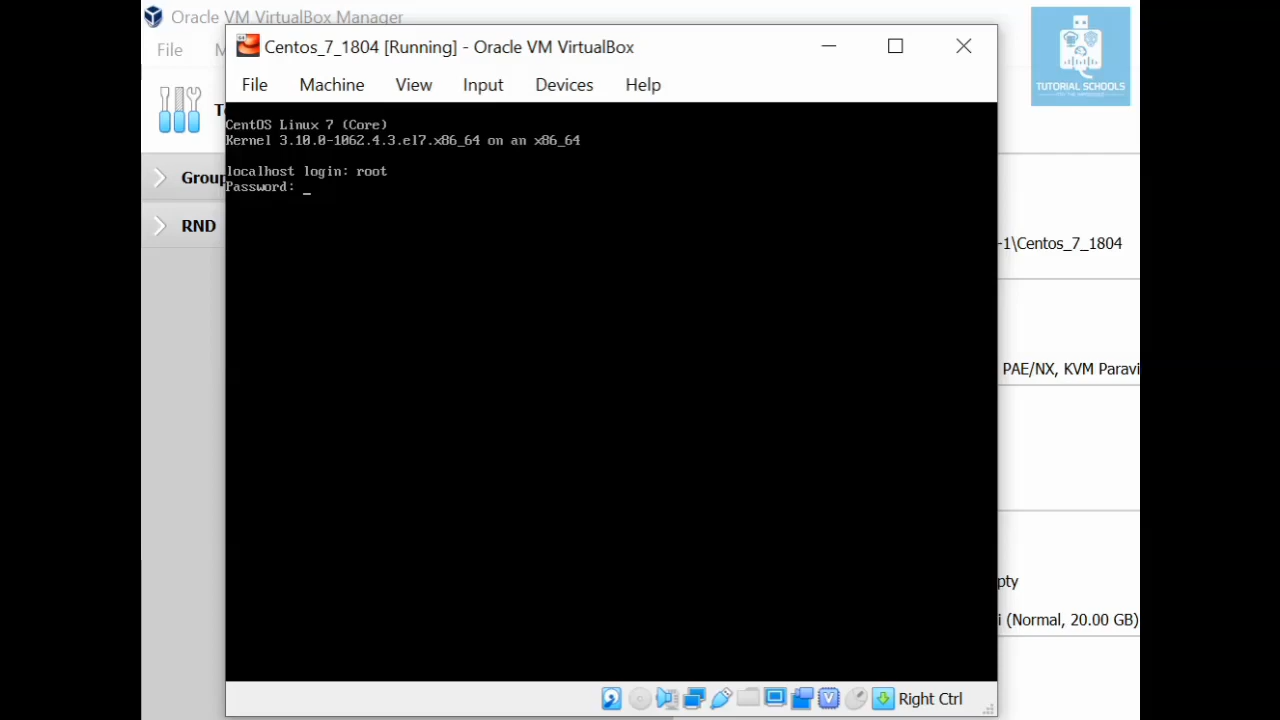 Oracle VM VirtualBox Manager
File
Centos_7_1804 [Running] - Oracle VM VirtualBox
File Machine View Input Devices Help
TUTORIAL SCHOOLS
CentOS Linux 7 (Core)
Kernel 3.10.0-1062.4.3.el7.x86_64 on an x86_64
localhost login: root
Password: _
Group
RND
-1\Centos_7_1804
PAE/NX, KVM Paravi
pty
i (Normal, 20.00 GB)
Right Ctrl